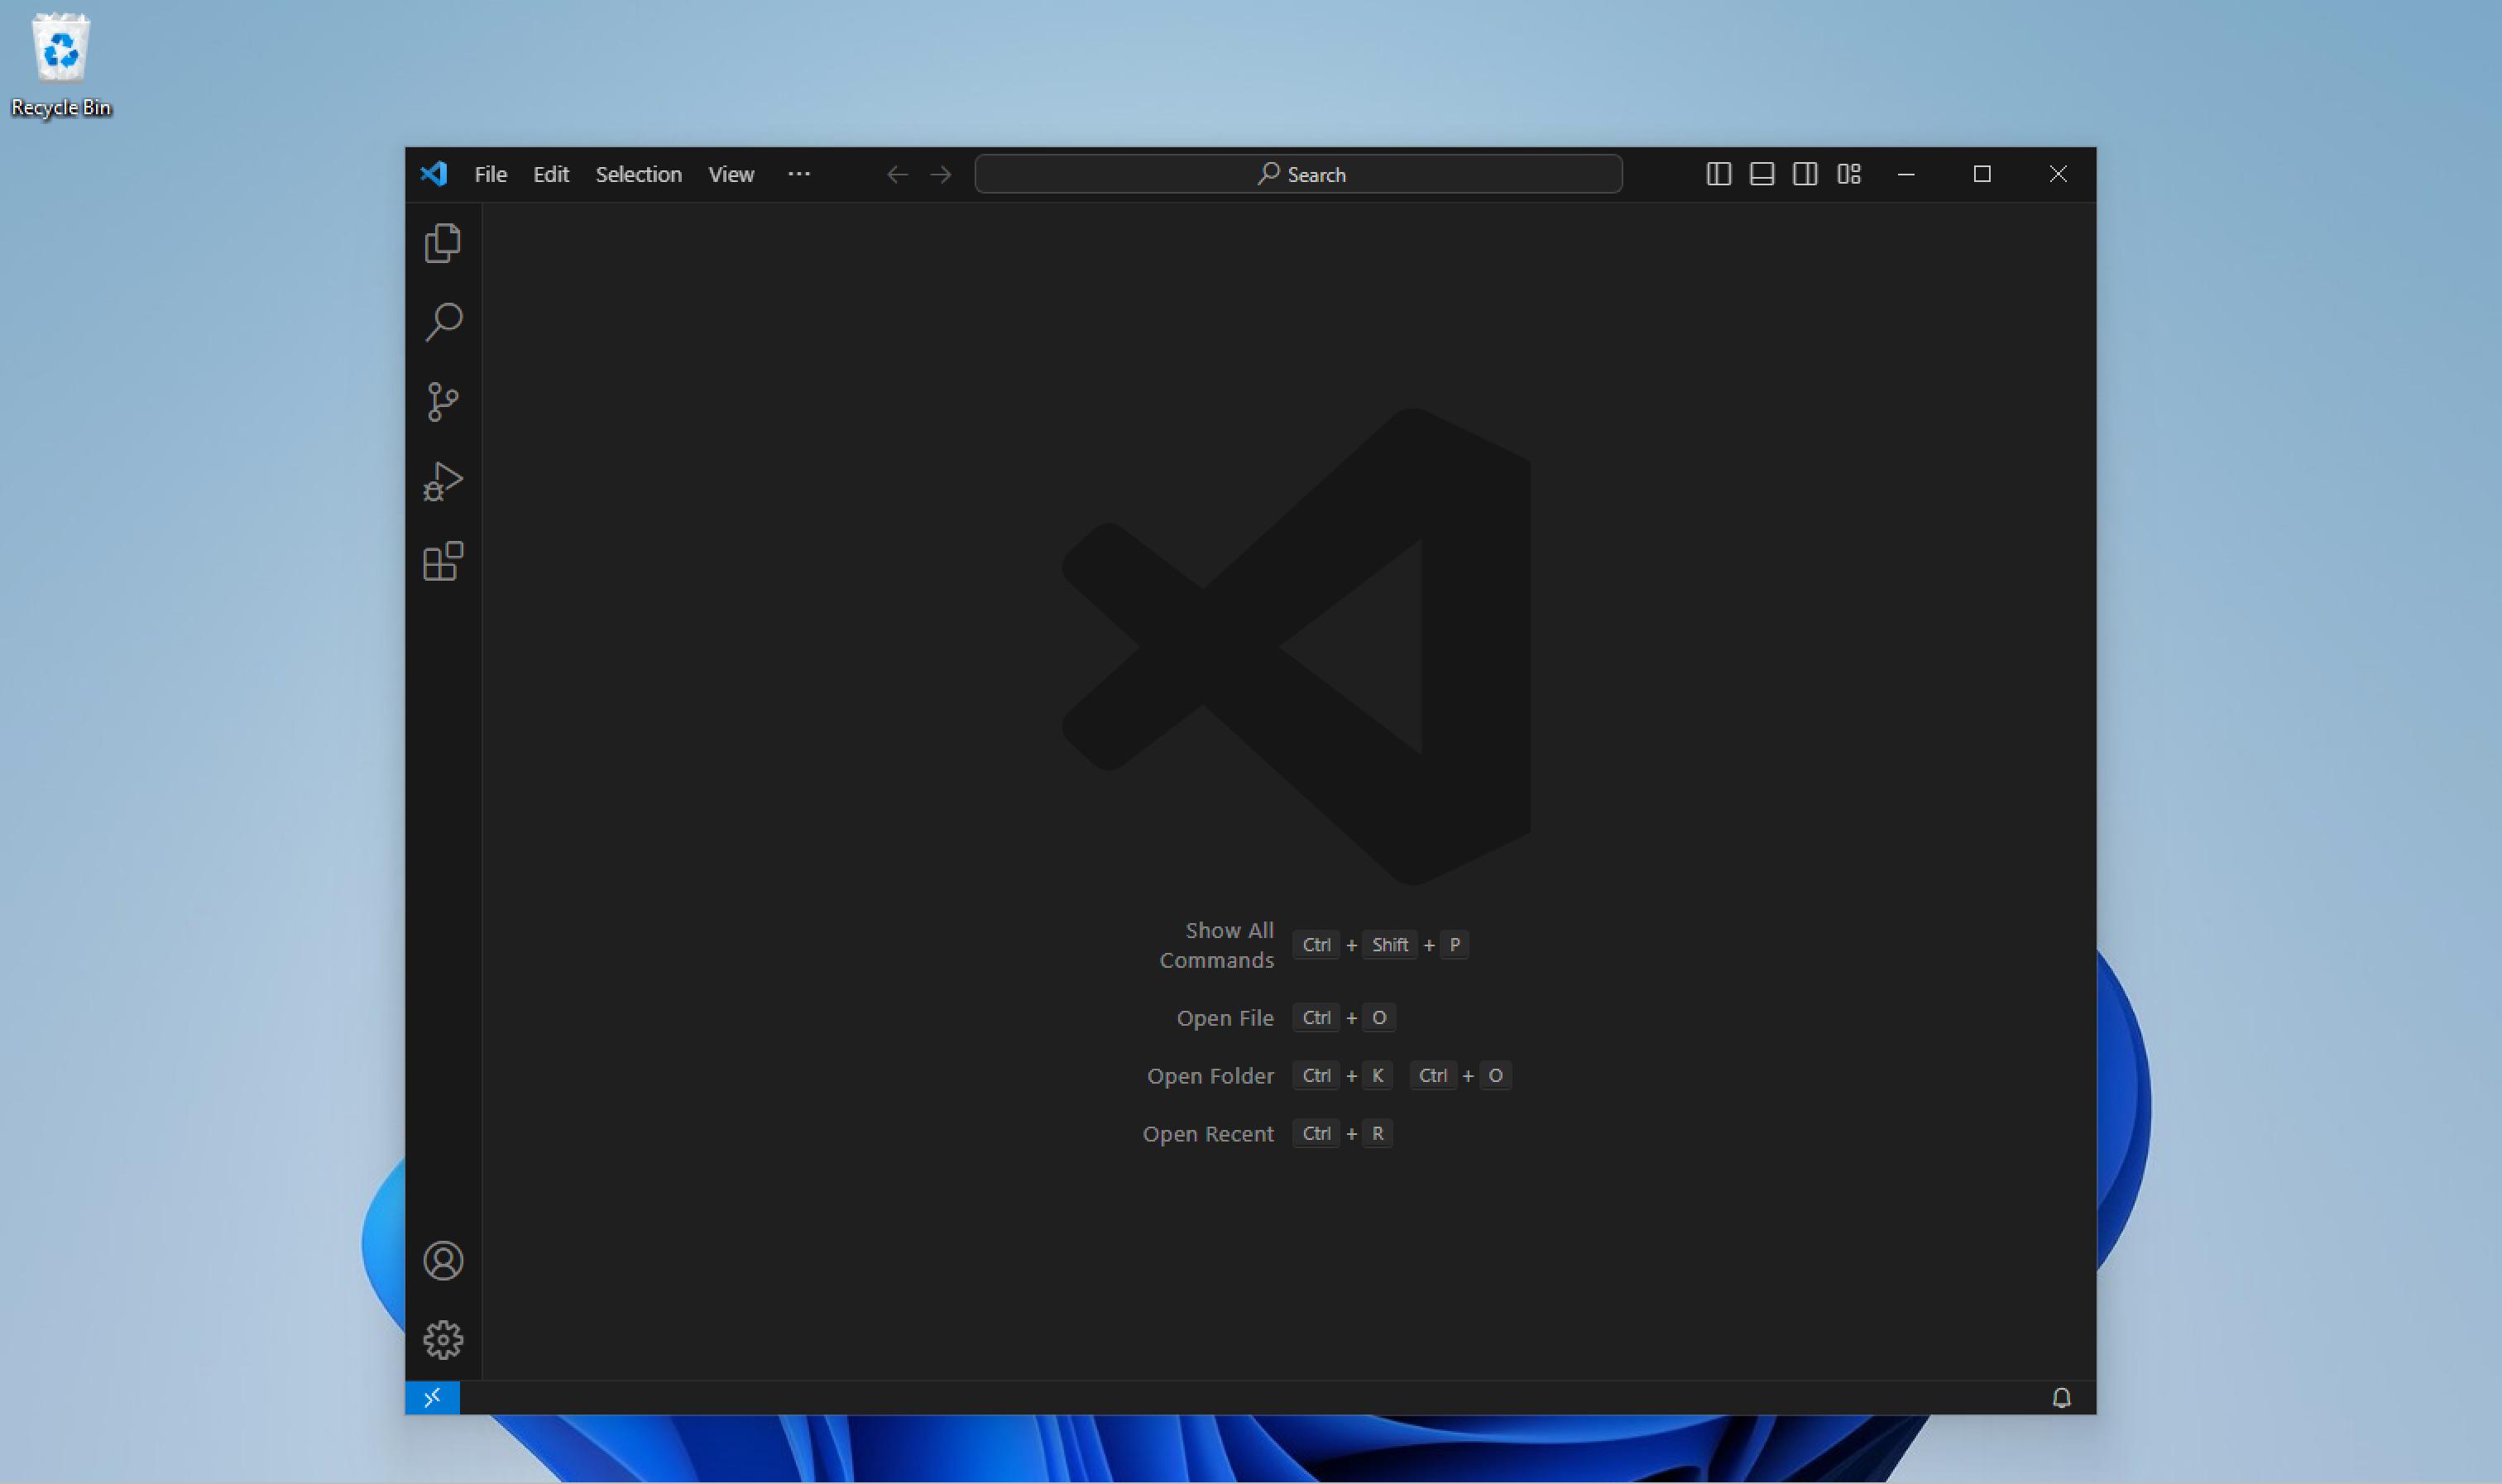 Recycle Bin
File Edit Selection View ··· Search
Show All
Commands Ctrl + Shift + P
Open File Ctrl + O
Open Folder Ctrl + K Ctrl + O
Open Recent Ctrl + R